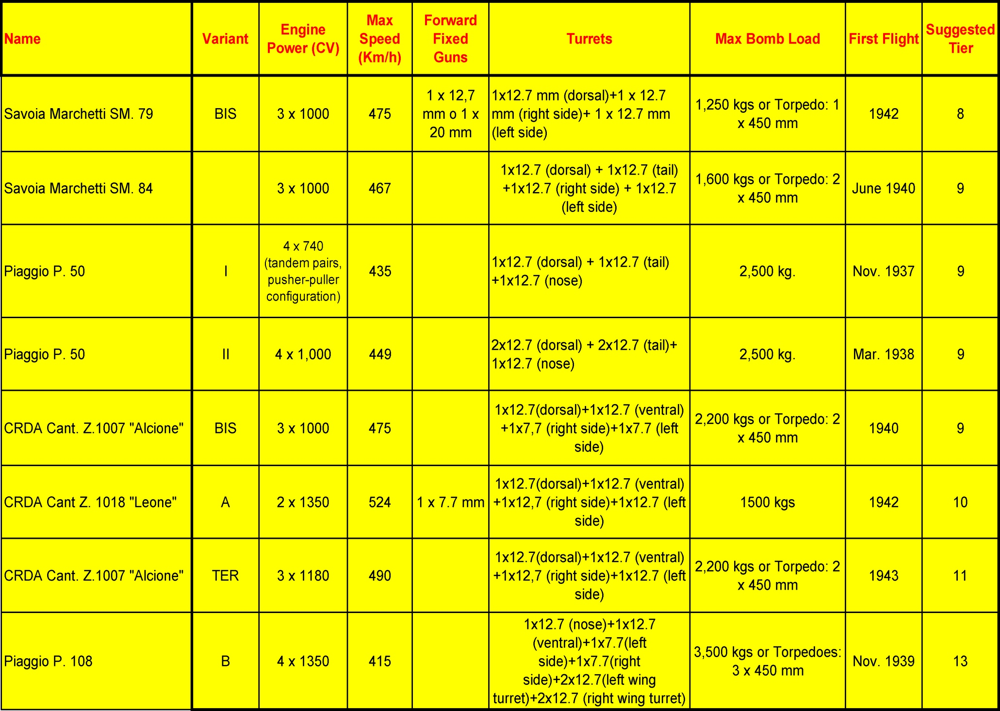 Name
Variant
Engine
Power (CV)
Max
Speed
(Km/h)
Forward
Fixed
Guns
Turrets
Max Bomb Load
First Flight
Suggested
Tier
Savoia Marchetti SM. 79
BIS
3 x 1000
475
1 x 12,7
mm o 1 x
20 mm
1x12.7 mm (dorsal)+1 x 12.7
mm (right side)+ 1 x 12.7 mm
(left side)
1,250 kgs or Torpedo: 1
x 450 mm
1942
8
Savoia Marchetti SM. 84
3 x 1000
467
1x12.7 (dorsal) + 1x12.7 (tail)
+1x12.7 (right side) + 1x12.7
(left side)
1,600 kgs or Torpedo: 2
x 450 mm
June 1940
9
Piaggio P. 50
I
4 x 740
(tandem pairs,
pusher-puller
configuration)
435
1x12.7 (dorsal) + 1x12.7 (tail)
+1x12.7 (nose)
2,500 kg.
Nov. 1937
9
Piaggio P. 50
II
4 x 1,000
449
2x12.7 (dorsal) + 2x12.7 (tail)+
1x12.7 (nose)
2,500 kg.
Mar. 1938
9
CRDA Cant. Z.1007 "Alcione"
BIS
3 x 1000
475
1x12.7(dorsal)+1x12.7 (ventral)
+1x7,7 (right side)+1x7.7 (left
side)
2,200 kgs or Torpedo: 2
x 450 mm
1940
9
CRDA Cant Z. 1018 "Leone"
A
2 x 1350
524
1 x 7.7 mm
1x12.7(dorsal)+1x12.7 (ventral)
+1x12,7 (right side)+1x12.7 (left
side)
1500 kgs
1942
10
CRDA Cant. Z.1007 "Alcione"
TER
3 x 1180
490
1x12.7(dorsal)+1x12.7 (ventral)
+1x12,7 (right side)+1x12.7 (left
side)
2,200 kgs or Torpedo: 2
x 450 mm
1943
11
Piaggio P. 108
B
4 x 1350
415
1x12.7 (nose)+1x12.7
(ventral)+1x7.7(left
side)+1x7.7(right
side)+2x12.7(left wing
turret)+2x12.7 (right wing turret)
3,500 kgs or Torpedoes:
3 x 450 mm
Nov. 1939
13